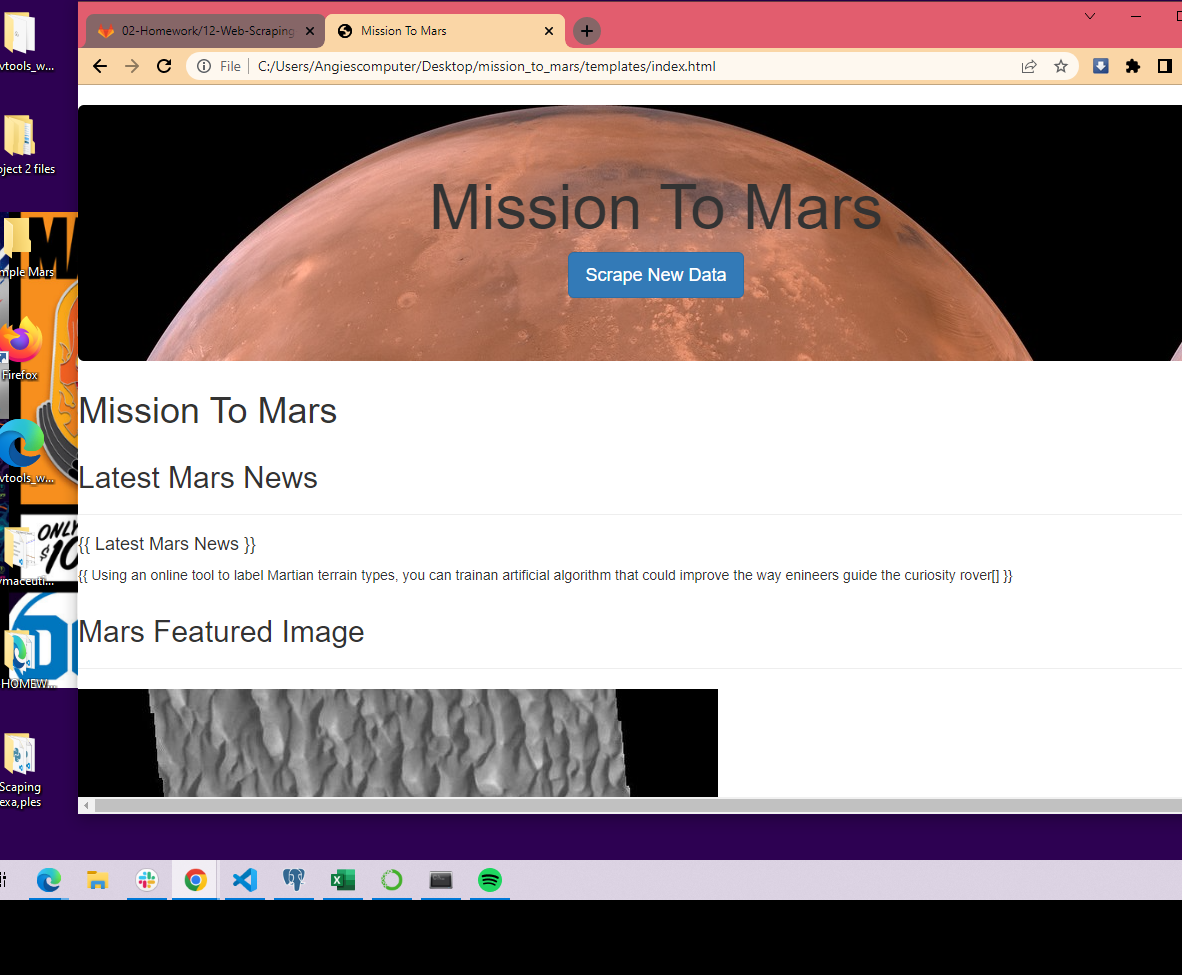 02-Homework/12-Web-Scraping
Mission To Mars
File
C:/Users/Angiescomputer/Desktop/mission_to_mars/templates/index.html
vtools_w...
oject 2 files
mple Mars
Firefox
vtools_w...
ONLY
$10
ymaceuti...
HOMEW...
Scaping
exa,ples
Mission To Mars
Scrape New Data
Mission To Mars
Latest Mars News
{{ Latest Mars News }}
{{ Using an online tool to label Martian terrain types, you can trainan artificial algorithm that could improve the way enineers guide the curiosity rover[] }}
Mars Featured Image